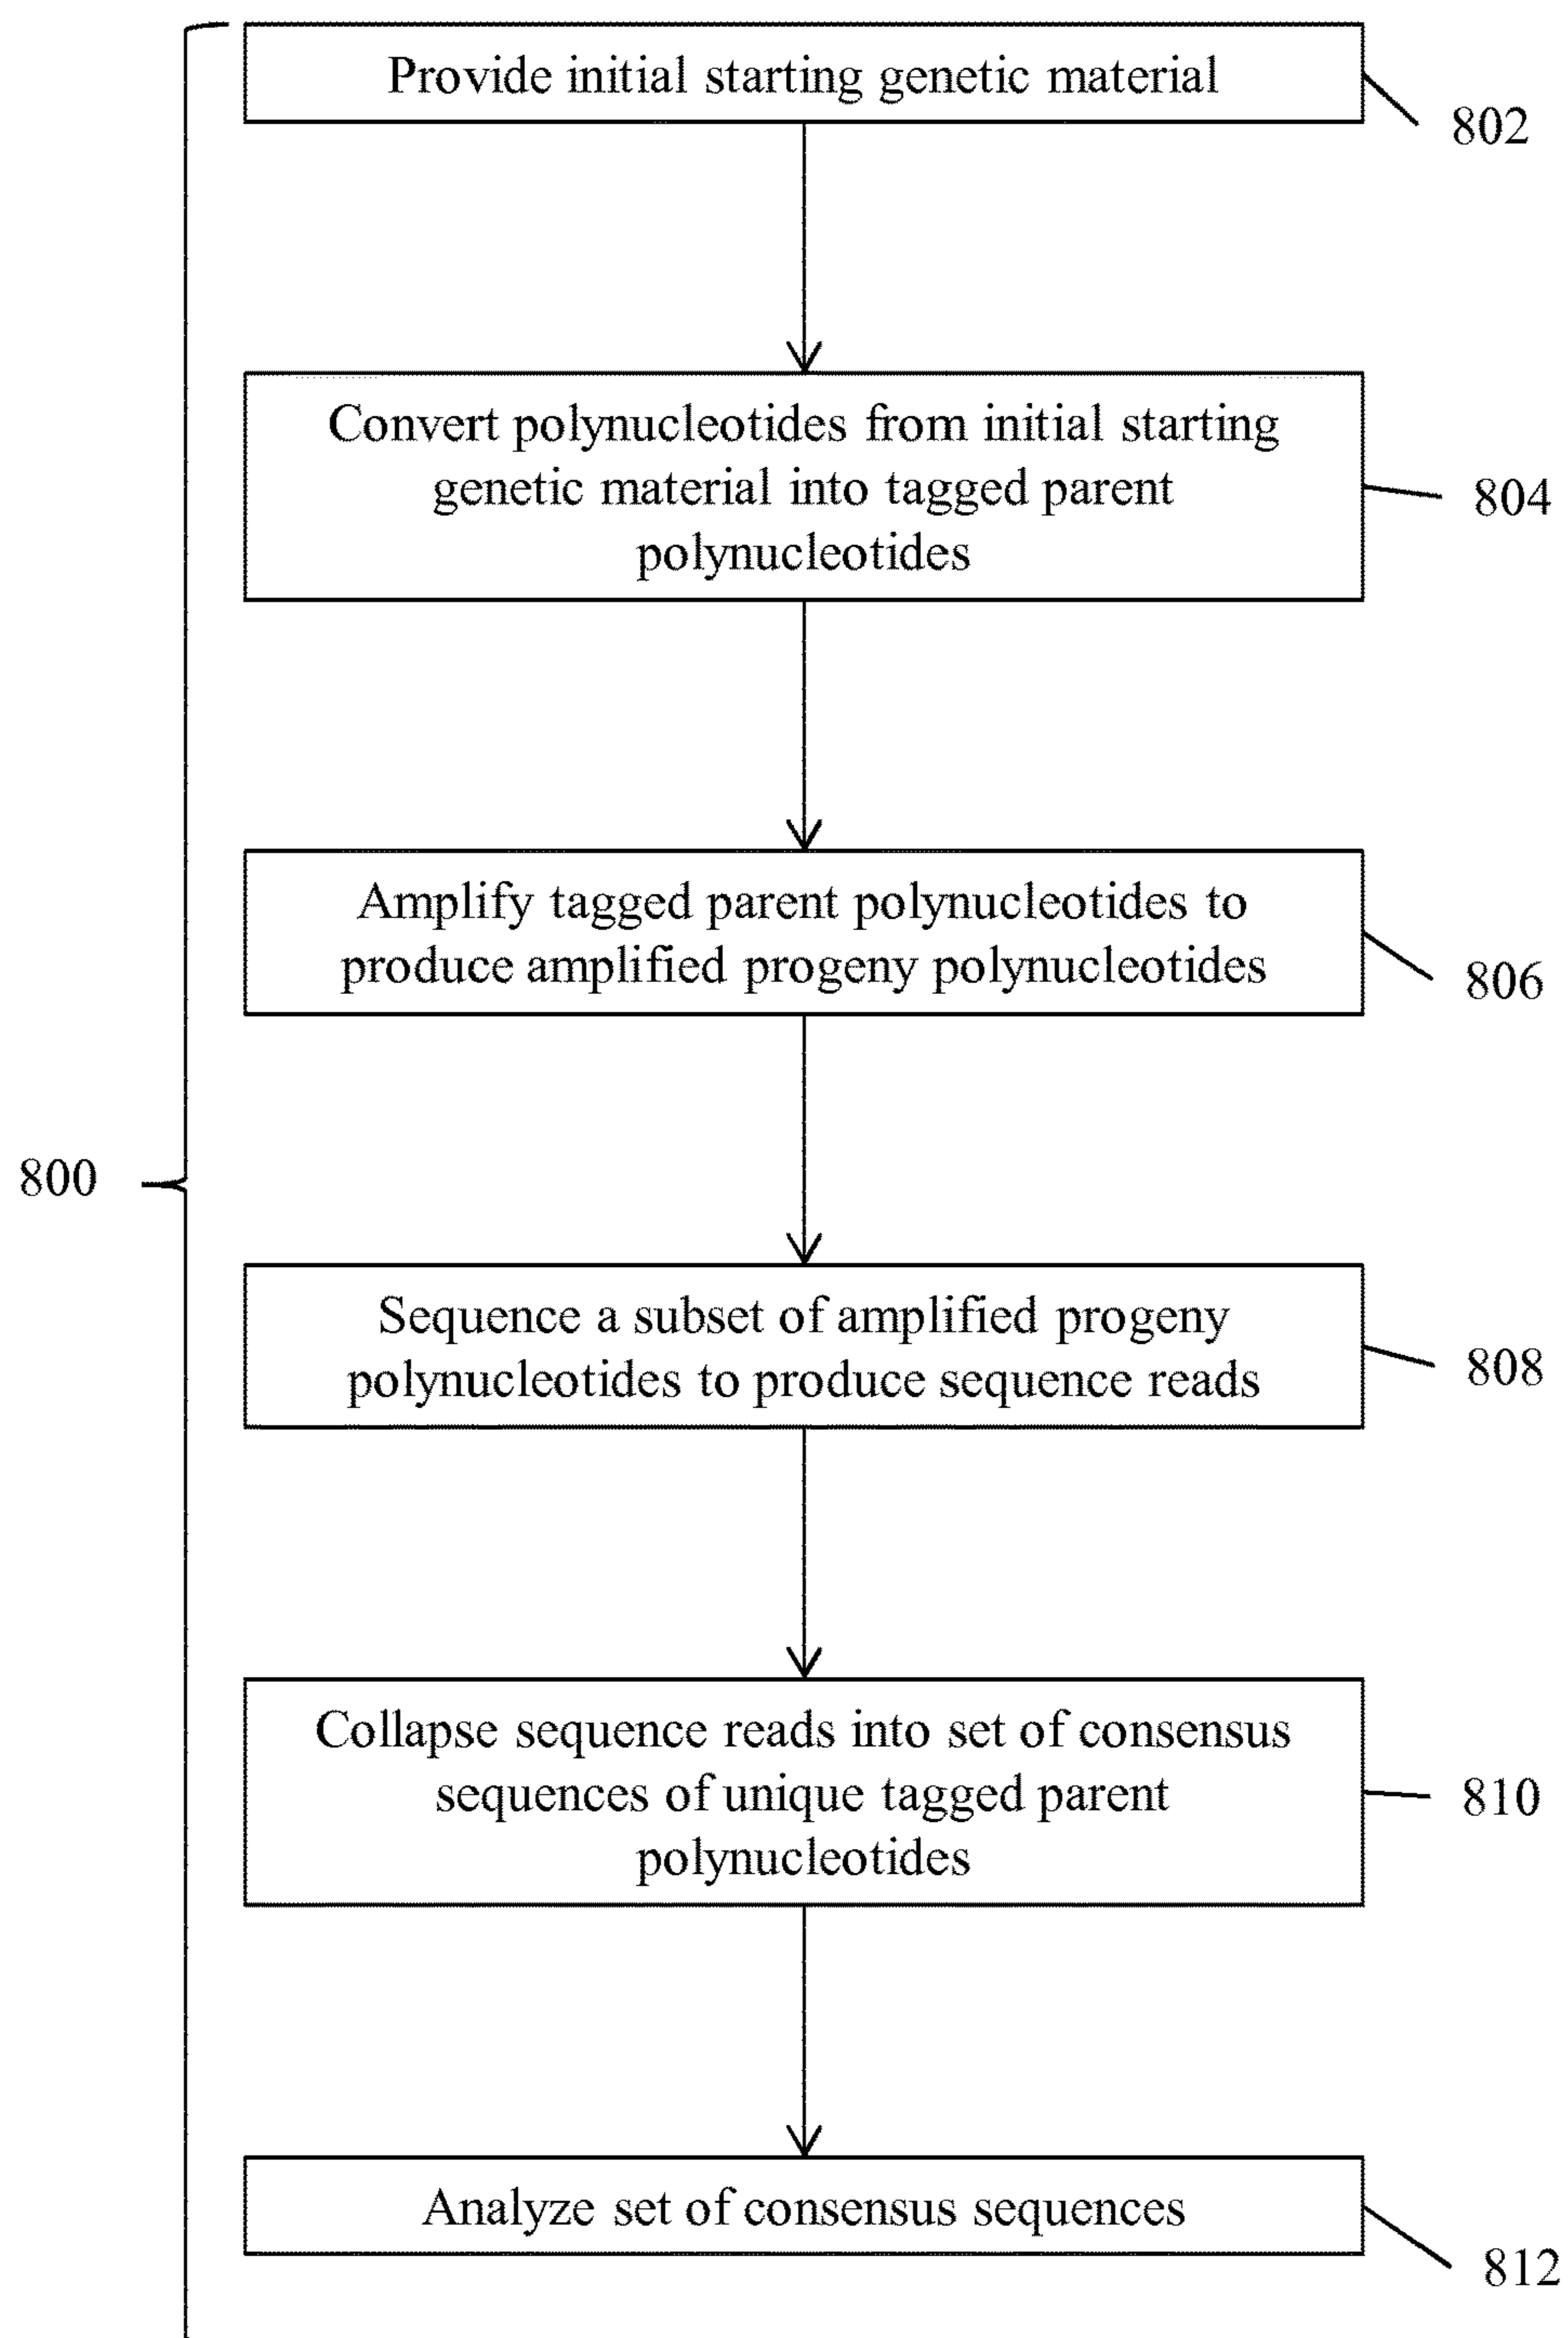 Provide initial starting genetic material
802
Convert polynucleotides from initial starting
genetic material into tagged parent
polynucleotides
804
Amplify tagged parent polynucleotides to
produce amplified progeny polynucleotides
806
800
Sequence a subset of amplified progeny
polynucleotides to produce sequence reads
808
Collapse sequence reads into set of consensus
sequences of unique tagged parent
polynucleotides
810
Analyze set of consensus sequences
812